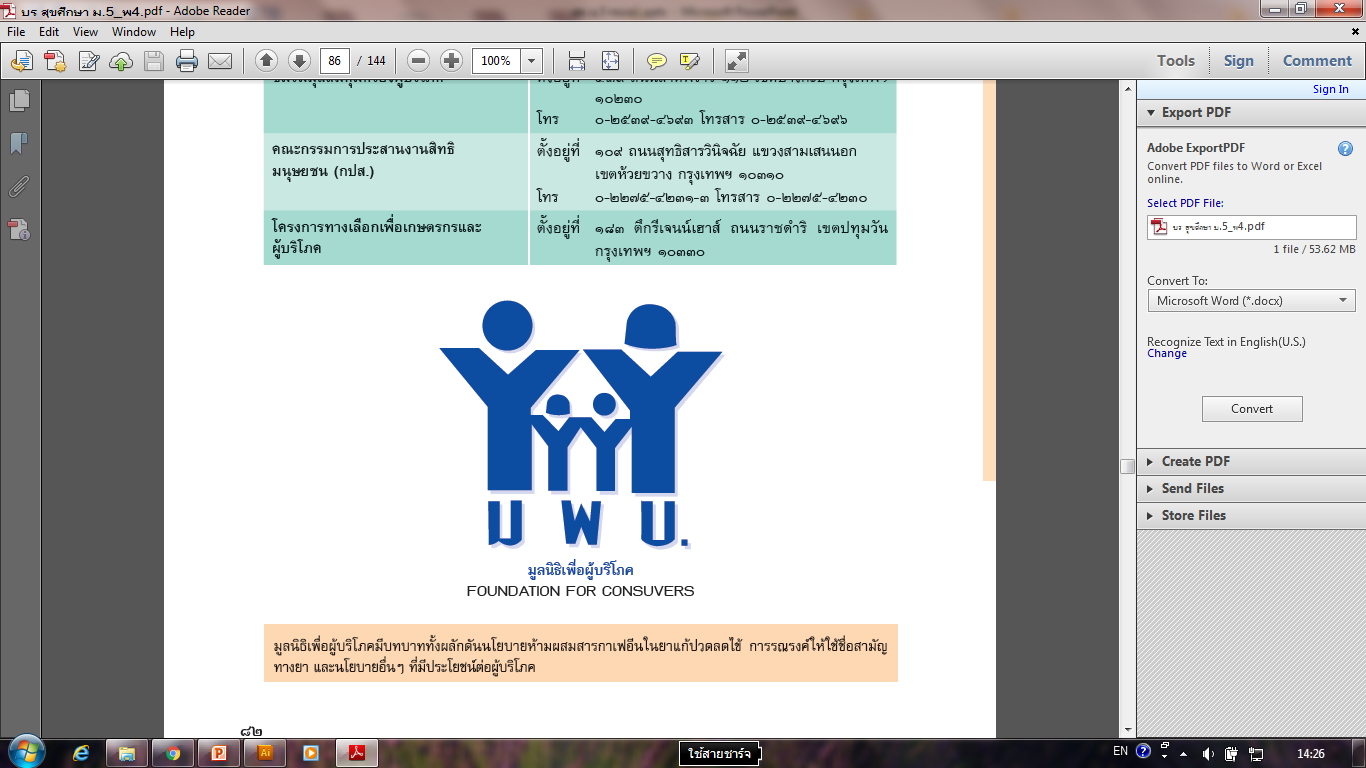 บร สุขศึกษา ม.5_พ4.pdf - Adobe Reader
File Edit View Window Help
86 / 144 100% Tools Sign Comment
Sign In
Export PDF
Adobe ExportPDF
Convert PDF files to Word or Excel
online.
Select PDF File:
บร สุขศึกษา ม.5_พ4.pdf
1 file / 53.62 MB
Convert To:
Microsoft Word (*.docx)
Recognize Text in English(U.S.)
Change
Convert
Create PDF
Send Files
Store Files
๑๐๒๓๐
โทร ๐-๒๕๓๙-๔๖๙๓ โทรสาร ๐-๒๕๓๙-๔๖๙๖
คณะกรรมการประสานงานสิทธิ
มนุษยชน (กปส.)
ตั้งอยู่ที่ ๑๐๙ ถนนสุทธิสารวินิจฉัย แขวงสามเสนนอก
เขตห้วยขวาง กรุงเทพฯ ๑๐๓๑๐
โทร ๐-๒๒๗๕-๔๒๓๑-๓ โทรสาร ๐-๒๒๗๕-๔๒๓๐
โครงการทางเลือกเพื่อเกษตรกรและ
ผู้บริโภค
ตั้งอยู่ที่ ๑๘๓ ตึกรีเจนน์เฮาส์ ถนนราชดำริ เขตปทุมวัน
กรุงเทพฯ ๑๐๓๓๐
ม พ บ.
มูลนิธิเพื่อผู้บริโภค
FOUNDATION FOR CONSUVERS
มูลนิธิเพื่อผู้บริโภคมีบทบาททั้งผลักดันนโยบายห้ามผสมสารกาเฟอีนในยาแก้ปวดลดไข้ การรณรงค์ให้ใช้ชื่อสามัญ
ทางยา และนโยบายอื่นๆ ที่มีประโยชน์ต่อผู้บริโภค
๘๒
ใช้สายชาร์จ
EN 14:26